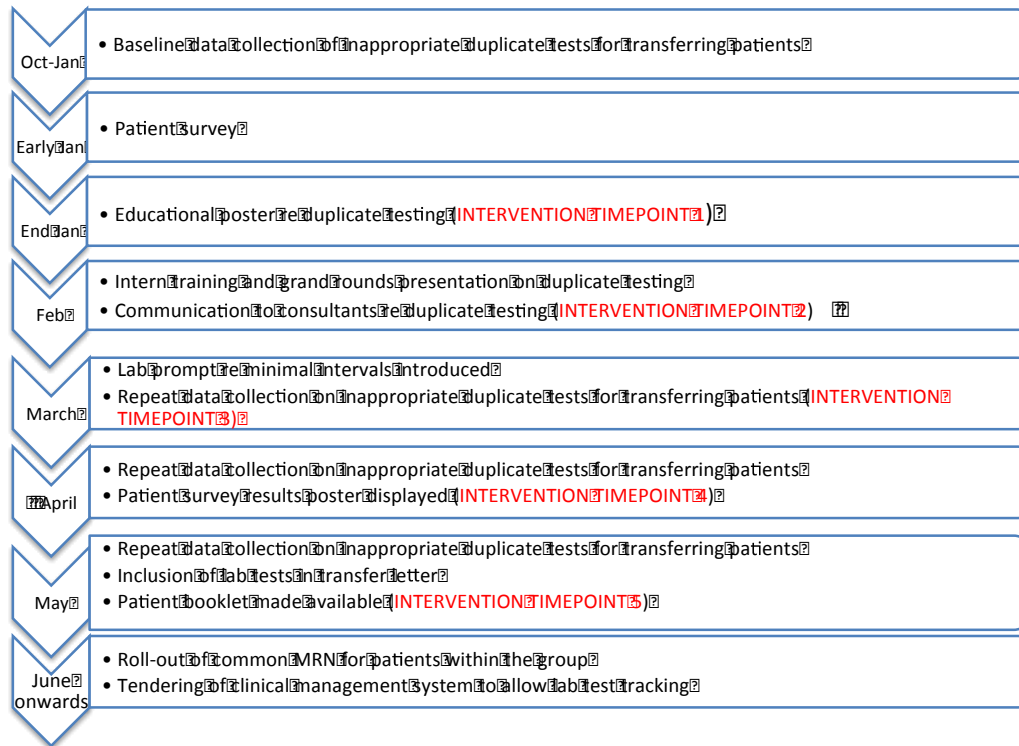 Oct-Jan
• Baseline data collection of inappropriate duplicate tests for transferring patients
Early Jan
• Patient survey
End Jan
• Educational poster re duplicate testing (INTERVENTION TIMEPOINT 1)
Feb
• Intern training and grand rounds presentation on duplicate testing
• Communication to consultants re duplicate testing (INTERVENTION TIMEPOINT 2)
March
• Lab prompt re minimal intervals introduced
• Repeat data collection on inappropriate duplicate tests for transferring patients (INTERVENTION
TIMEPOINT 3)
April
• Repeat data collection on inappropriate duplicate tests for transferring patients
• Patient survey results poster displayed (INTERVENTION TIMEPOINT 4)
May
• Repeat data collection on inappropriate duplicate tests for transferring patients
• Inclusion of lab tests in transfer letter
• Patient booklet made available (INTERVENTION TIMEPOINT 5)
June
onwards
• Roll-out of common MRN for patients within the group
• Tendering of clinical management system to allow lab test tracking